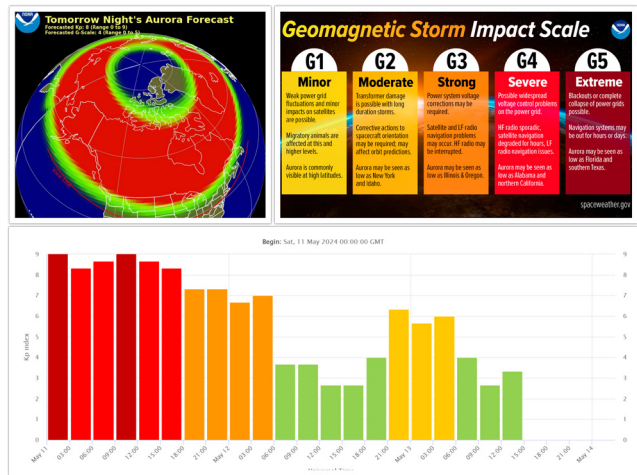 NOAA
Tomorrow Night's Aurora Forecast
Forecasted Kp: 8 (Range 0 to 9)
Forecasted G-Scale: 4 (Range 0 to 5)
Geomagnetic Storm Impact Scale
G1
Minor
Weak power grid
fluctuations and minor
impacts on satellites
are possible.
Migratory animals are
affected at this and
higher levels.
Aurora is commonly
visible at high latitudes.
G2
Moderate
Transformer damage
is possible with long
duration storms.
Corrective actions to
spacecraft orientation
may be required; may
affect orbit predictions.
Aurora may be seen as
low as New York
and Idaho.
G3
Strong
Power system voltage
corrections may be
required.
Satellite and LF radio
navigation problems
may occur. HF radio may
be interrupted.
Aurora may be seen as
low as Illinois & Oregon.
G4
Severe
Possible widespread
voltage control problems
on the power grid.
HF radio sporadic,
satellite navigation
degraded for hours, LF
radio navigation issues.
Aurora may be seen as
low as Alabama and
northern California.
G5
Extreme
Blackouts or complete
collapse of power grids
possible.
Navigation systems may
be out for hours or days.
Aurora may be seen as
low as Florida and
southern Texas.
spaceweather.gov
Begin: Sat, 11 May 2024 00:00:00 GMT
Kp index
9 9
8 8
7 7
6 6
5 5
4 4
3 3
2 2
1 1
0 0
May 11 03:00 06:00 09:00 12:00 15:00 18:00 21:00 May 12 03:00 06:00 09:00 12:00 15:00 18:00 21:00 May 13 03:00 06:00 09:00 12:00 15:00 18:00 21:00 May 14